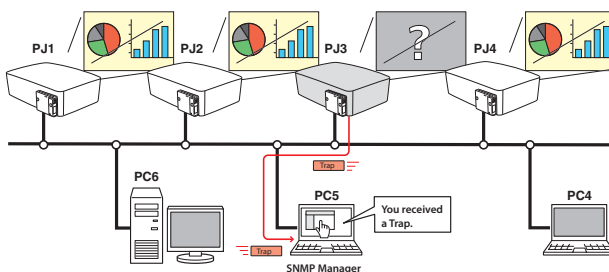 PJ1
PJ2
PJ3
PJ4
?
Trap
PC6
PC5
PC4
You received
a Trap.
Trap
SNMP Manager